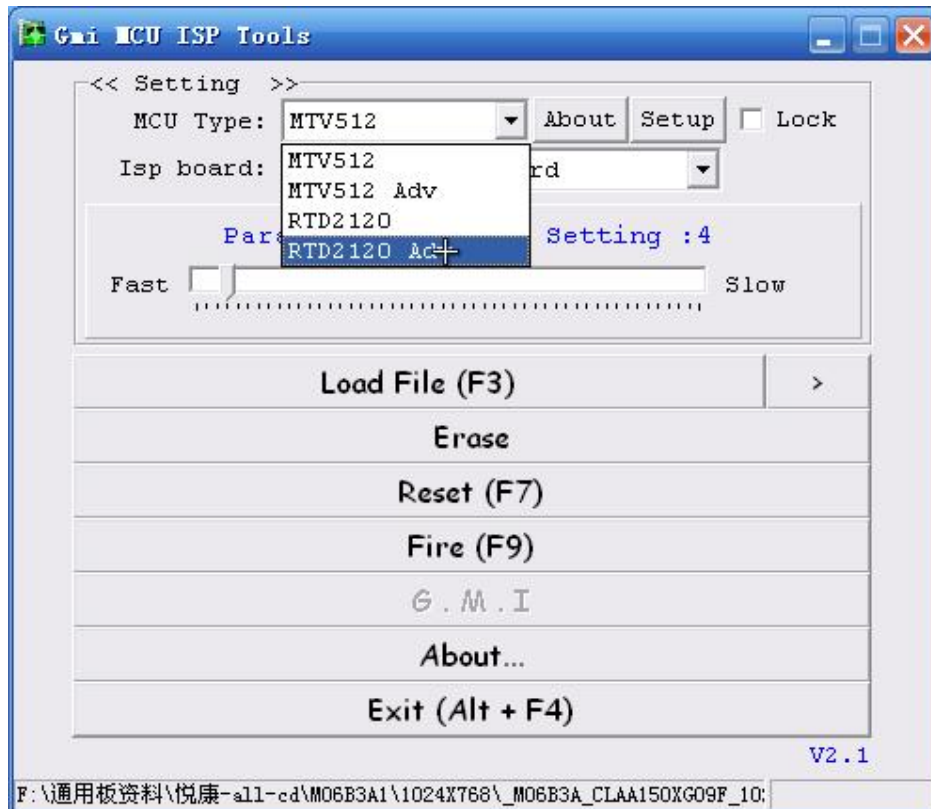 Gmi MCU ISP Tools
<< Setting >>
MCU Type: MTV512 About Setup Lock
Isp board: rd
MTV512
MTV512 Adv
RTD2120
RTD2120 Ad
Para Setting :4
Fast Slow
Load File (F3) >
Erase
Reset (F7)
Fire (F9)
G.M.I
About...
Exit (Alt + F4)
V2.1
F:\通用板资料\悦康-all-cd\M06B3A1\1024X768\_M06B3A_CLAA150XG09F_10